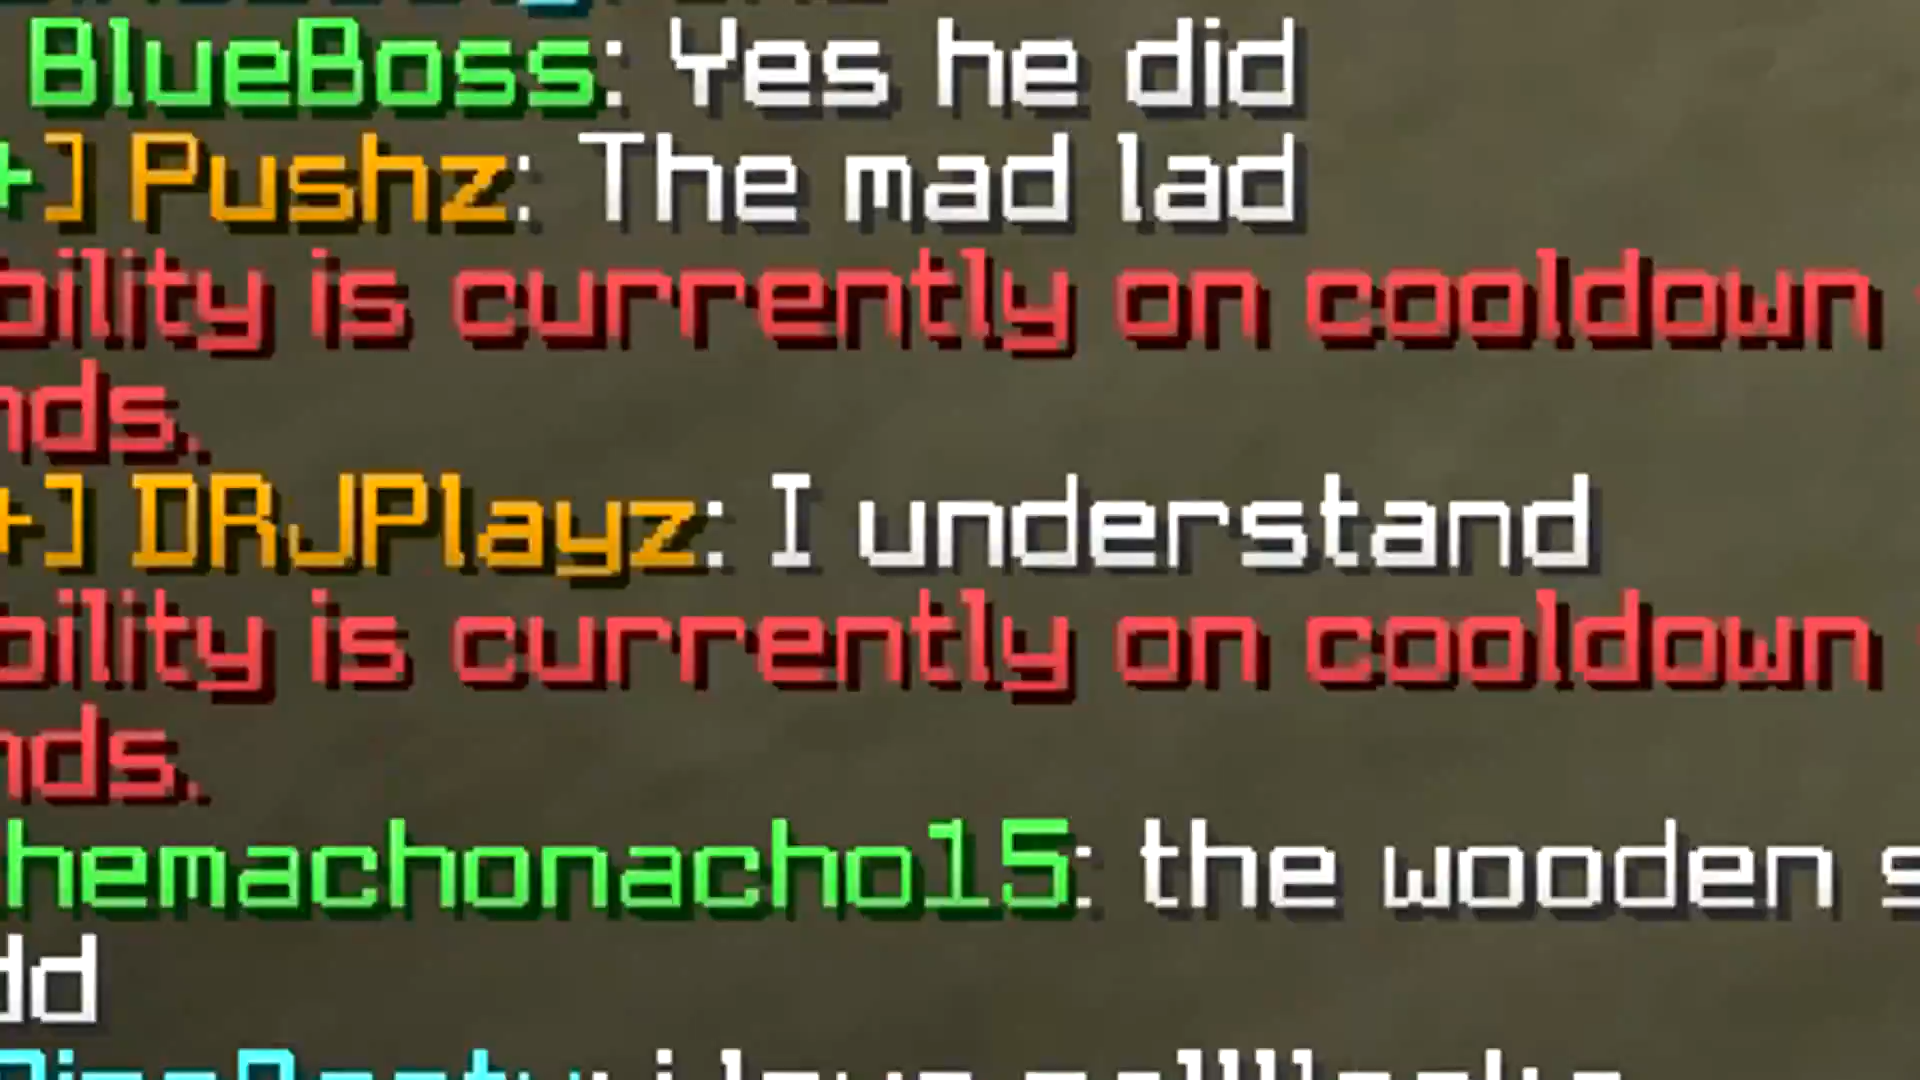 BlueBoss: Yes he did
+] Pushz: The mad lad
bility is currently on cooldown
nds.
+] DRJPlayz: I understand
bility is currently on cooldown
nds.
hemachonacho15: the wooden s
dd
i love